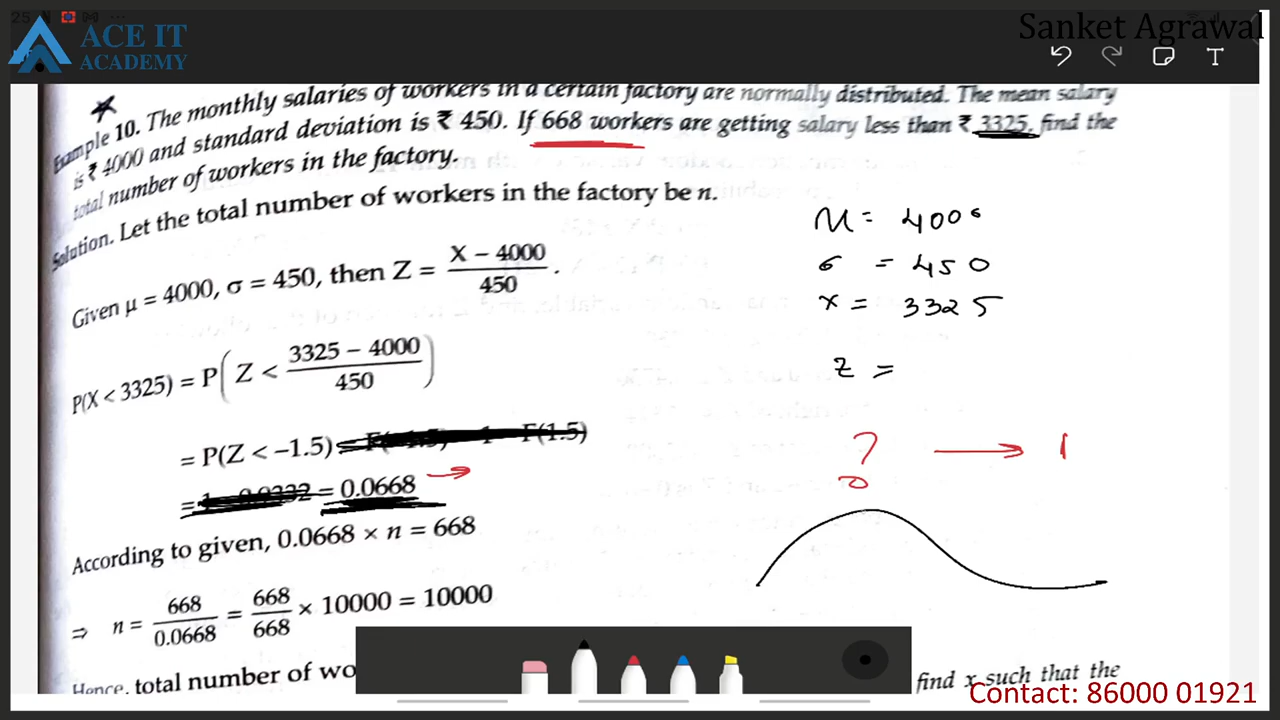 25
ACE IT
ACADEMY
Sanket Agrawal
T
Example 10. The monthly salaries of workers in a certain factory are normally distributed. The mean salary
is ₹ 4000 and standard deviation is ₹ 450. If 668 workers are getting salary less than ₹ 3325, find the
total number of workers in the factory.
Solution. Let the total number of workers in the factory be n.
Given μ = 4000, σ = 450, then Z = X − 4000 / 450 .
P(X < 3325) = P( Z < 3325 − 4000 / 450 )
= P(Z < −1.5)
= 0.0668
According to given, 0.0668 × n = 668
⇒ n = 668 / 0.0668 = 668 / 668 × 10000 = 10000
Hence, total number of wo
find x such that the
μ = 4000
σ = 450
x = 3325
z =
? → 1
Contact: 86000 01921